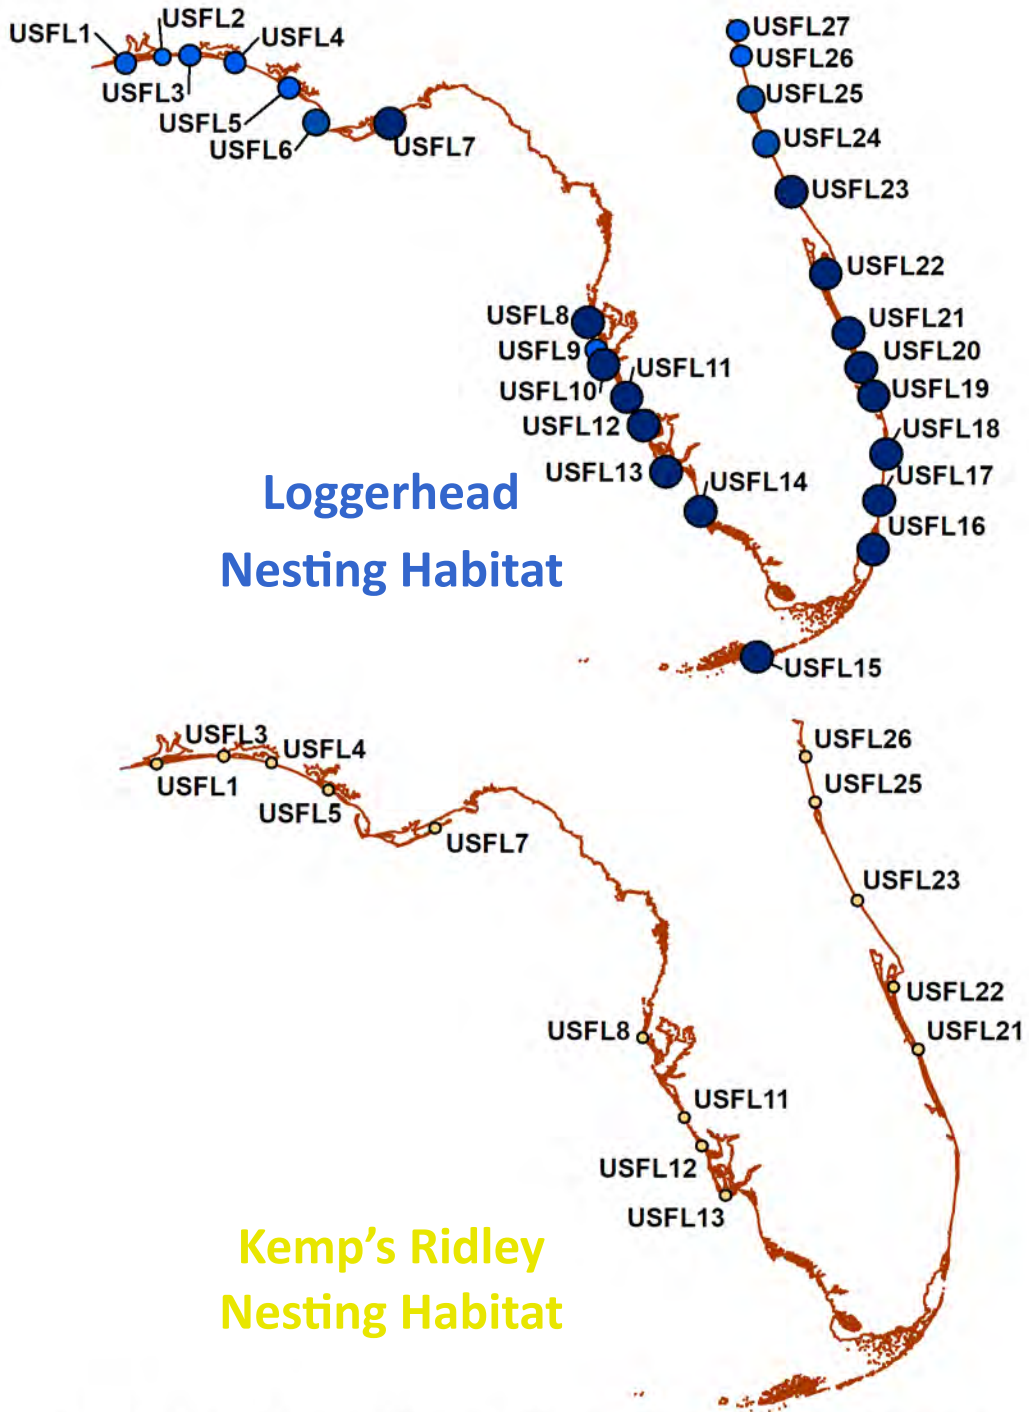 USFL1
USFL2
USFL3
USFL4
USFL5
USFL6
USFL7
USFL27
USFL26
USFL25
USFL24
USFL23
USFL22
USFL8
USFL9
USFL10
USFL11
USFL12
USFL13
USFL14
USFL21
USFL20
USFL19
USFL18
USFL17
USFL16
USFL15
Loggerhead
Nesting Habitat
USFL3
USFL4
USFL1
USFL5
USFL7
USFL26
USFL25
USFL23
USFL22
USFL21
USFL8
USFL11
USFL12
USFL13
Kemp’s Ridley
Nesting Habitat